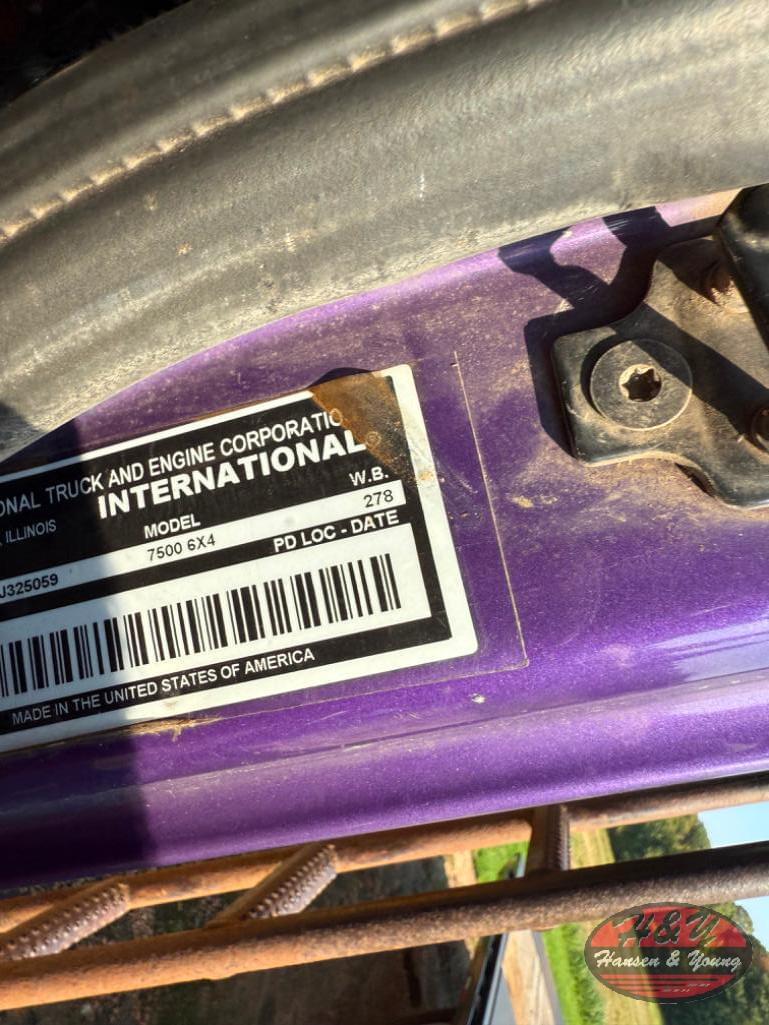 ONAL TRUCK AND ENGINE CORPORATIO
INTERNATIONAL®
ILLINOIS
MODEL
W.B.
J325059
7500 6X4
278
PD LOC - DATE
MADE IN THE UNITED STATES OF AMERICA
H&Y
Hansen & Young